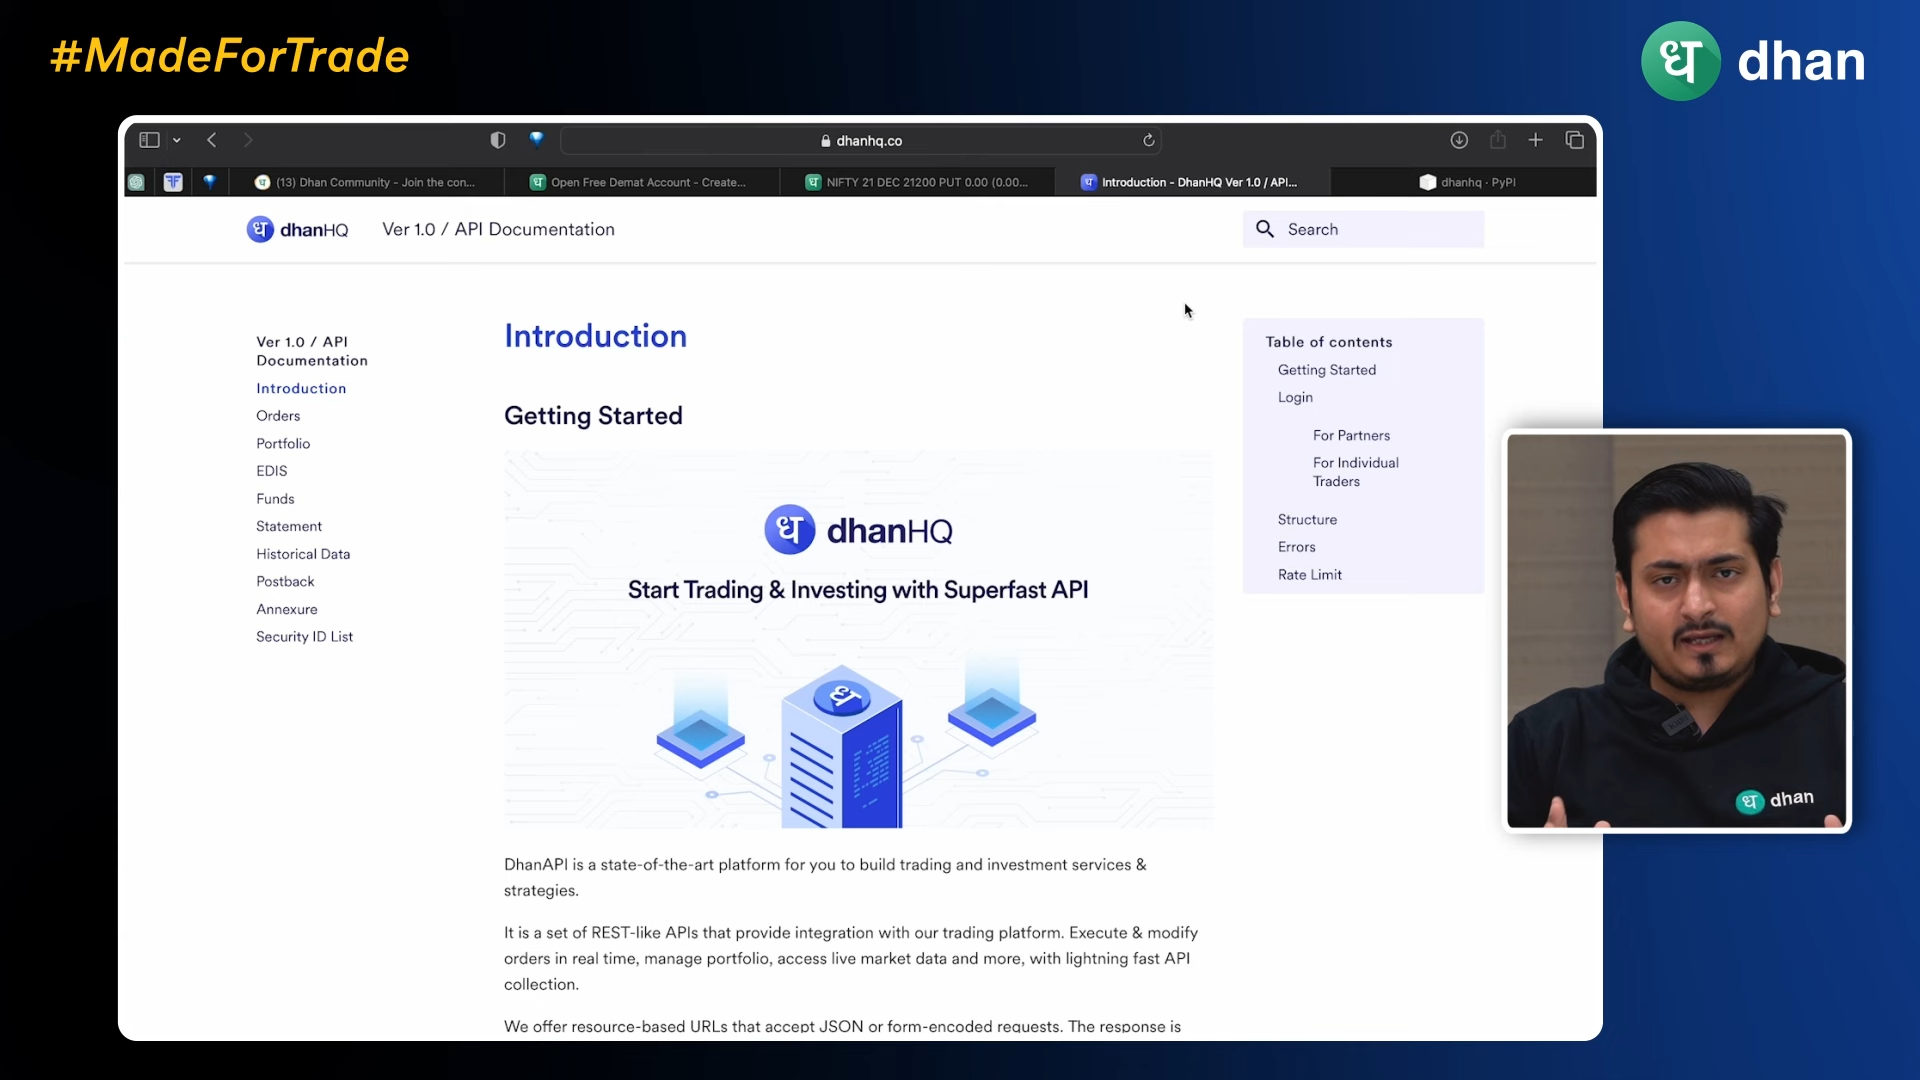 #MadeForTrade
ध dhan
dhanhq.co
(13) Dhan Community - Join the con...
Open Free Demat Account - Create...
NIFTY 21 DEC 21200 PUT 0.00 (0.00...
Introduction - DhanHQ Ver 1.0 / API...
dhanhq · PyPI
ध dhanHQ
Ver 1.0 / API Documentation
Search
Ver 1.0 / API
Documentation
Introduction
Orders
Portfolio
EDIS
Funds
Statement
Historical Data
Postback
Annexure
Security ID List
Introduction
Getting Started
ध dhanHQ
Start Trading & Investing with Superfast API
ध
DhanAPI is a state-of-the-art platform for you to build trading and investment services &
strategies.
It is a set of REST-like APIs that provide integration with our trading platform. Execute & modify
orders in real time, manage portfolio, access live market data and more, with lightning fast API
collection.
We offer resource-based URLs that accept JSON or form-encoded requests. The response is
Table of contents
Getting Started
Login
For Partners
For Individual
Traders
Structure
Errors
Rate Limit
ध dhan